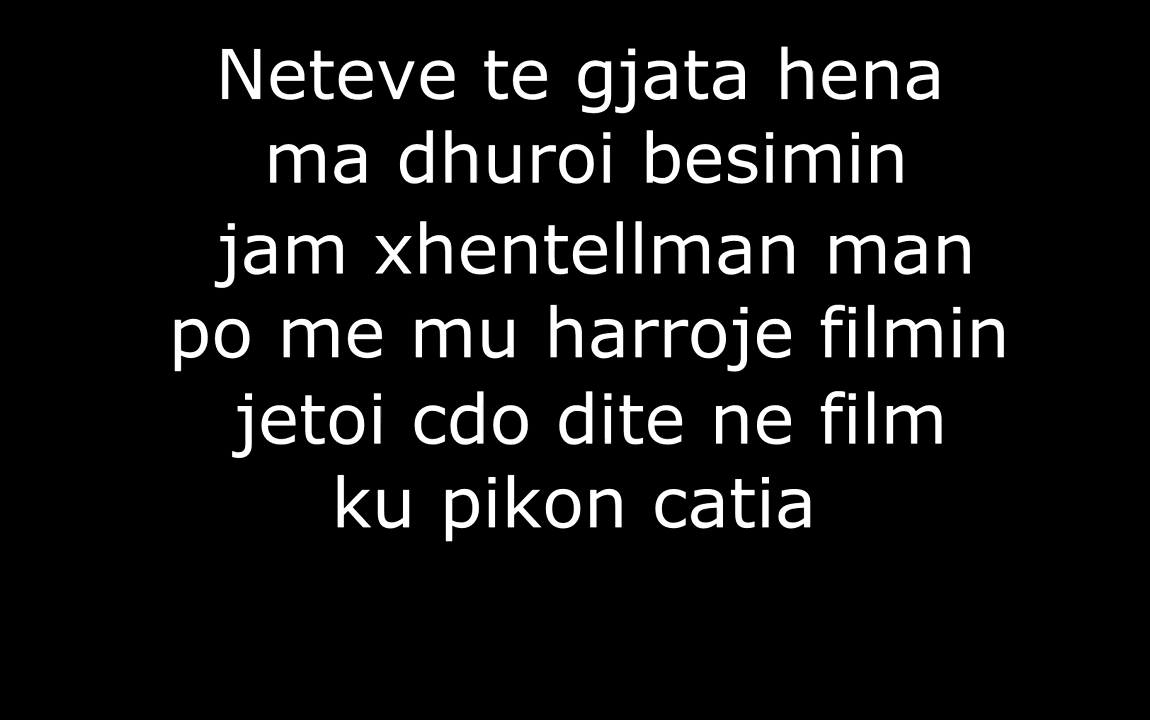 Neteve te gjata hena
ma dhuroi besimin
jam xhentellman man
po me mu harroje filmin
jetoi cdo dite ne film
ku pikon catia